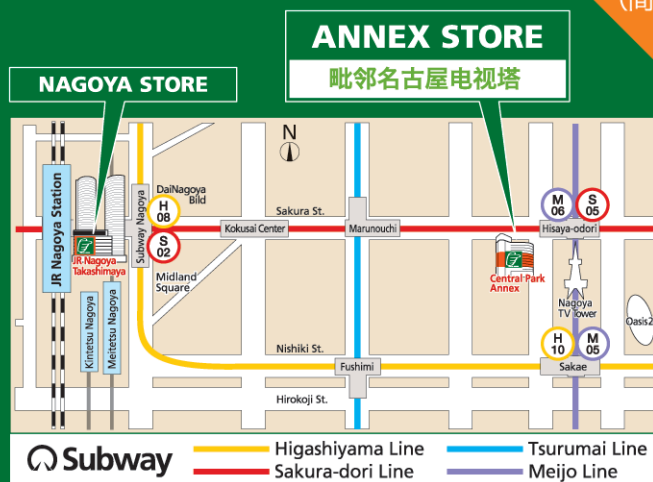 (間
ANNEX STORE
毗邻名古屋电视塔
NAGOYA STORE
N
JR Nagoya Station
JR Nagoya
Takashimaya
Kintetsu Nagoya
Meitetsu Nagoya
Subway Nagoya
DaiNagoya
Bild
H
08
S
02
Midland
Square
Sakura St.
Kokusai Center
Marunouchi
M
06
S
05
Hisaya-odori
Central Park
Annex
Nagoya
TV Tower
Oasis2
H
10
M
05
Nishiki St.
Fushimi
Sakae
Hirokoji St.
Subway
Higashiyama Line
Tsurumai Line
Sakura-dori Line
Meijo Line